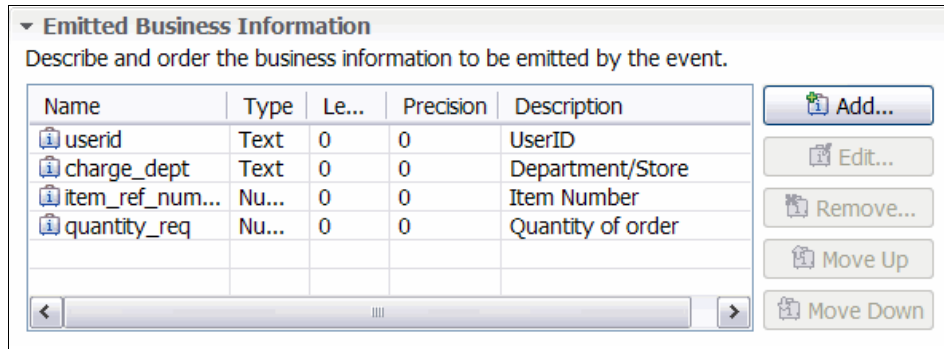 Emitted Business Information
Describe and order the business information to be emitted by the event.
Name Type Le... Precision Description
userid Text 0 0 UserID
charge_dept Text 0 0 Department/Store
item_ref_num... Nu... 0 0 Item Number
quantity_req Nu... 0 0 Quantity of order
Add...
Edit...
Remove...
Move Up
Move Down